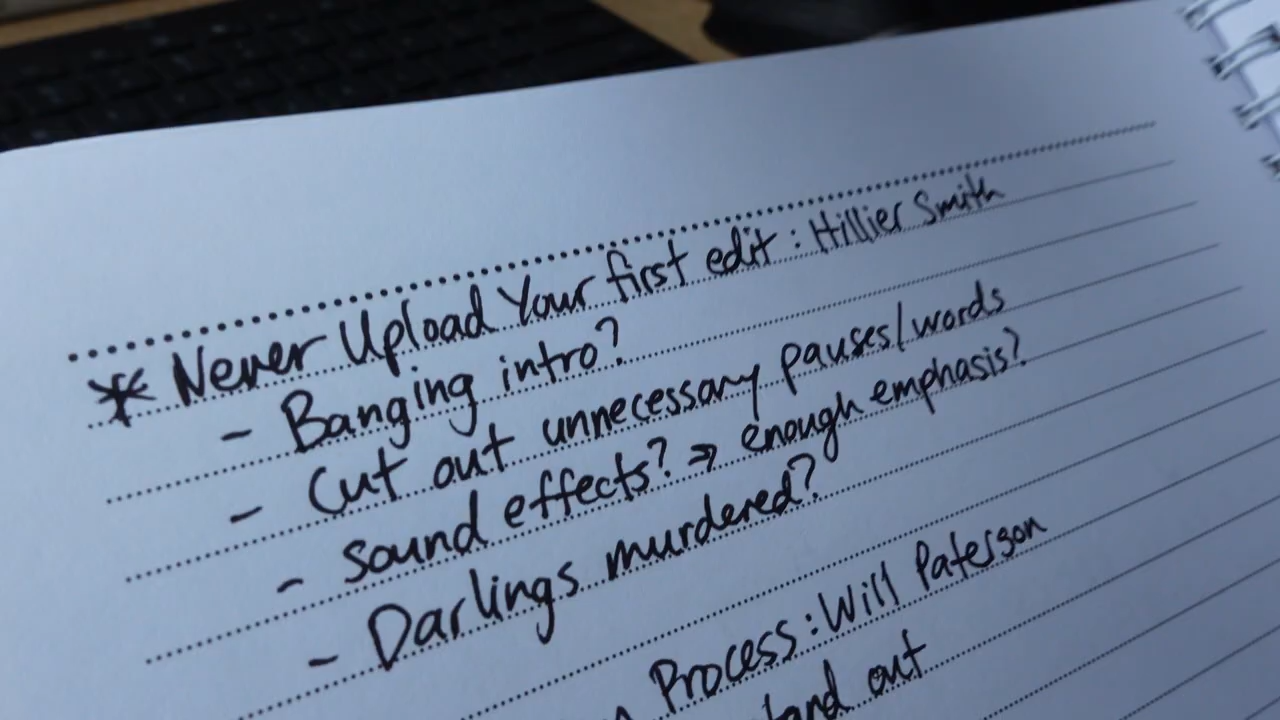 * Never Upload Your first edit : Hillier Smith
- Banging intro?
- Cut out unnecessary pauses/words
- sound effects? ⇒ enough emphasis?
- Darlings murdered?
Process : Will Paterson
out